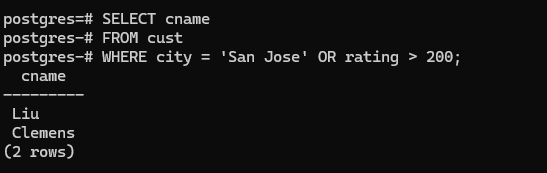 postgres=# SELECT cname
postgres-# FROM cust
postgres-# WHERE city = 'San Jose' OR rating > 200;
  cname
---------
 Liu
 Clemens
(2 rows)